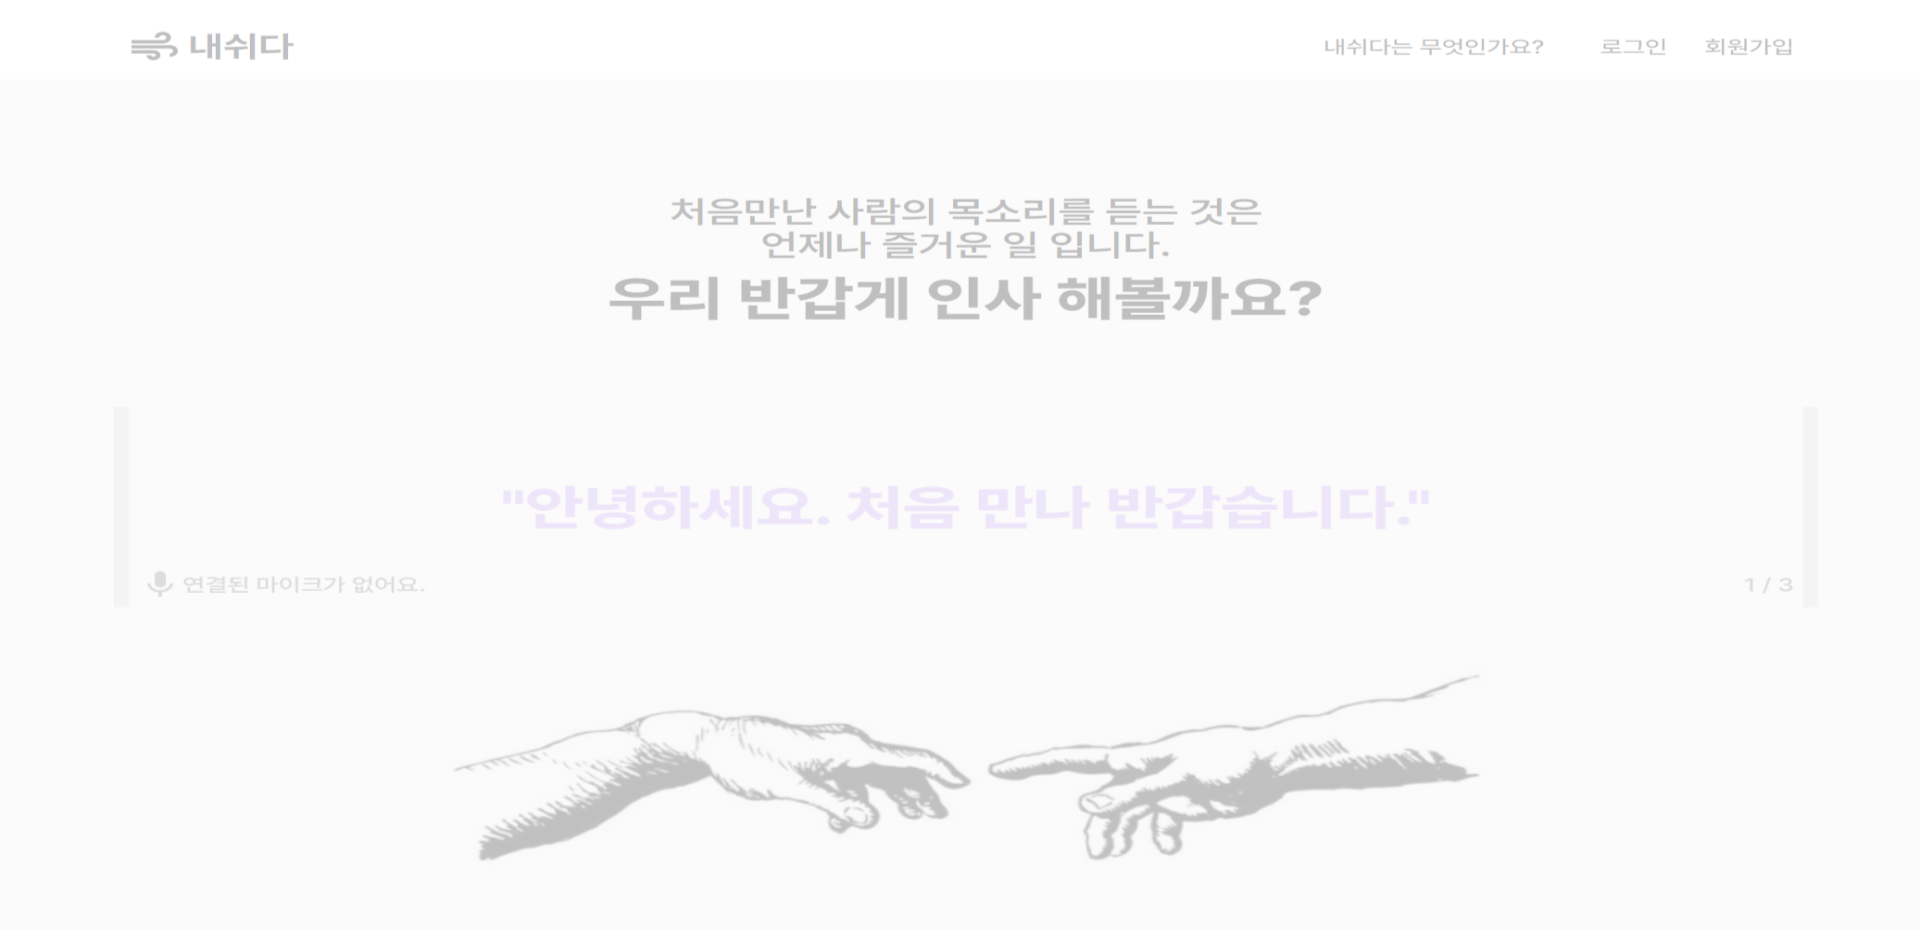 내쉬다
내쉬다는 무엇인가요? 로그인 회원가입
처음만난 사람의 목소리를 듣는 것은
언제나 즐거운 일 입니다.
우리 반갑게 인사 해볼까요?
"안녕하세요. 처음 만나 반갑습니다."
연결된 마이크가 없어요.
1 / 3